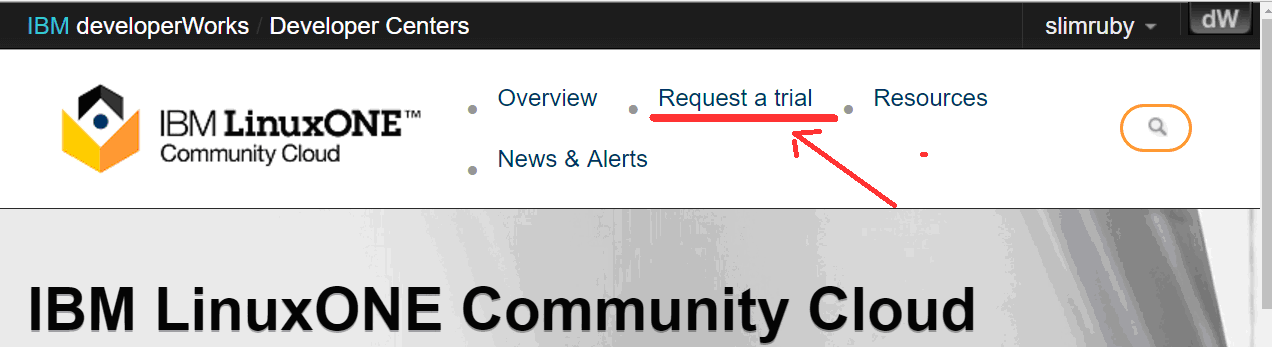 IBM developerWorks / Developer Centers
slimruby
dW
IBM LinuxONE™
Community Cloud
Overview
Request a trial
Resources
News & Alerts
IBM LinuxONE Community Cloud